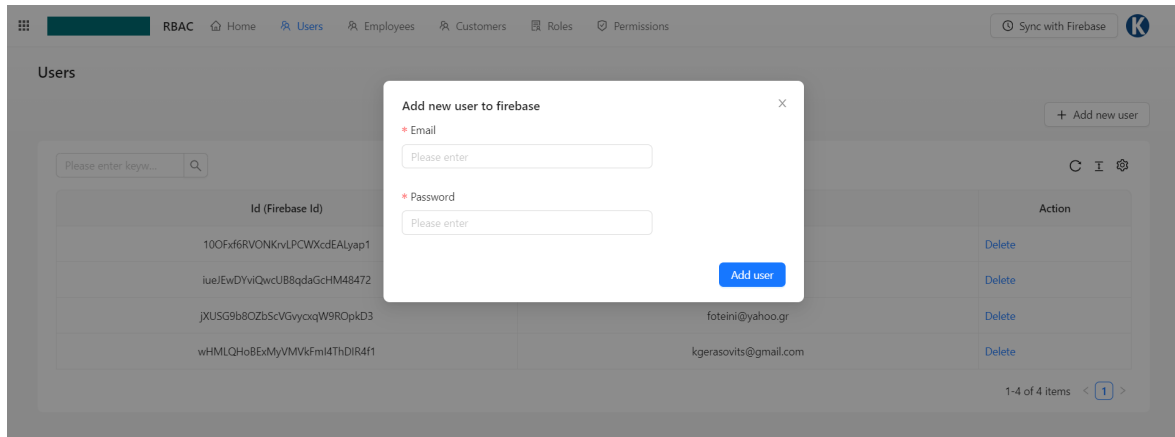 RBAC Home Users Employees Customers Roles Permissions Sync with Firebase K
Users
Add new user to firebase
+ Add new user
* Email
Please enter
Please enter keyw...
* Password
Id (Firebase Id) Action
Please enter
10OFxf6RVONKrvLPCWXcdEALyap1 Delete
iueJEwDYviQwcUB8qdaGcHM48472 Delete
Add user
jXUSG9b8OZbScVGvycxqW9ROpkD3 foteini@yahoo.gr Delete
wHMLQHoBExMyVMVkFmI4ThDIR4f1 kgerasovits@gmail.com Delete
1-4 of 4 items < 1 >